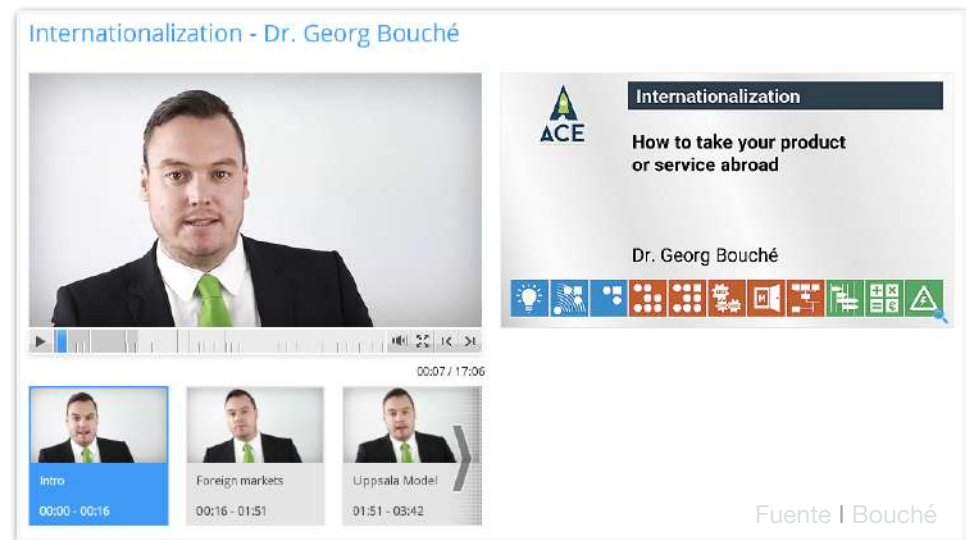 Internationalization - Dr. Georg Bouché
ACE
Internationalization
How to take your product
or service abroad
Dr. Georg Bouché
00:07 / 17:06
Intro
00:00 - 00:16
Foreign markets
00:16 - 01:51
Uppsala Model
01:51 - 03:42
Fuente I Bouché